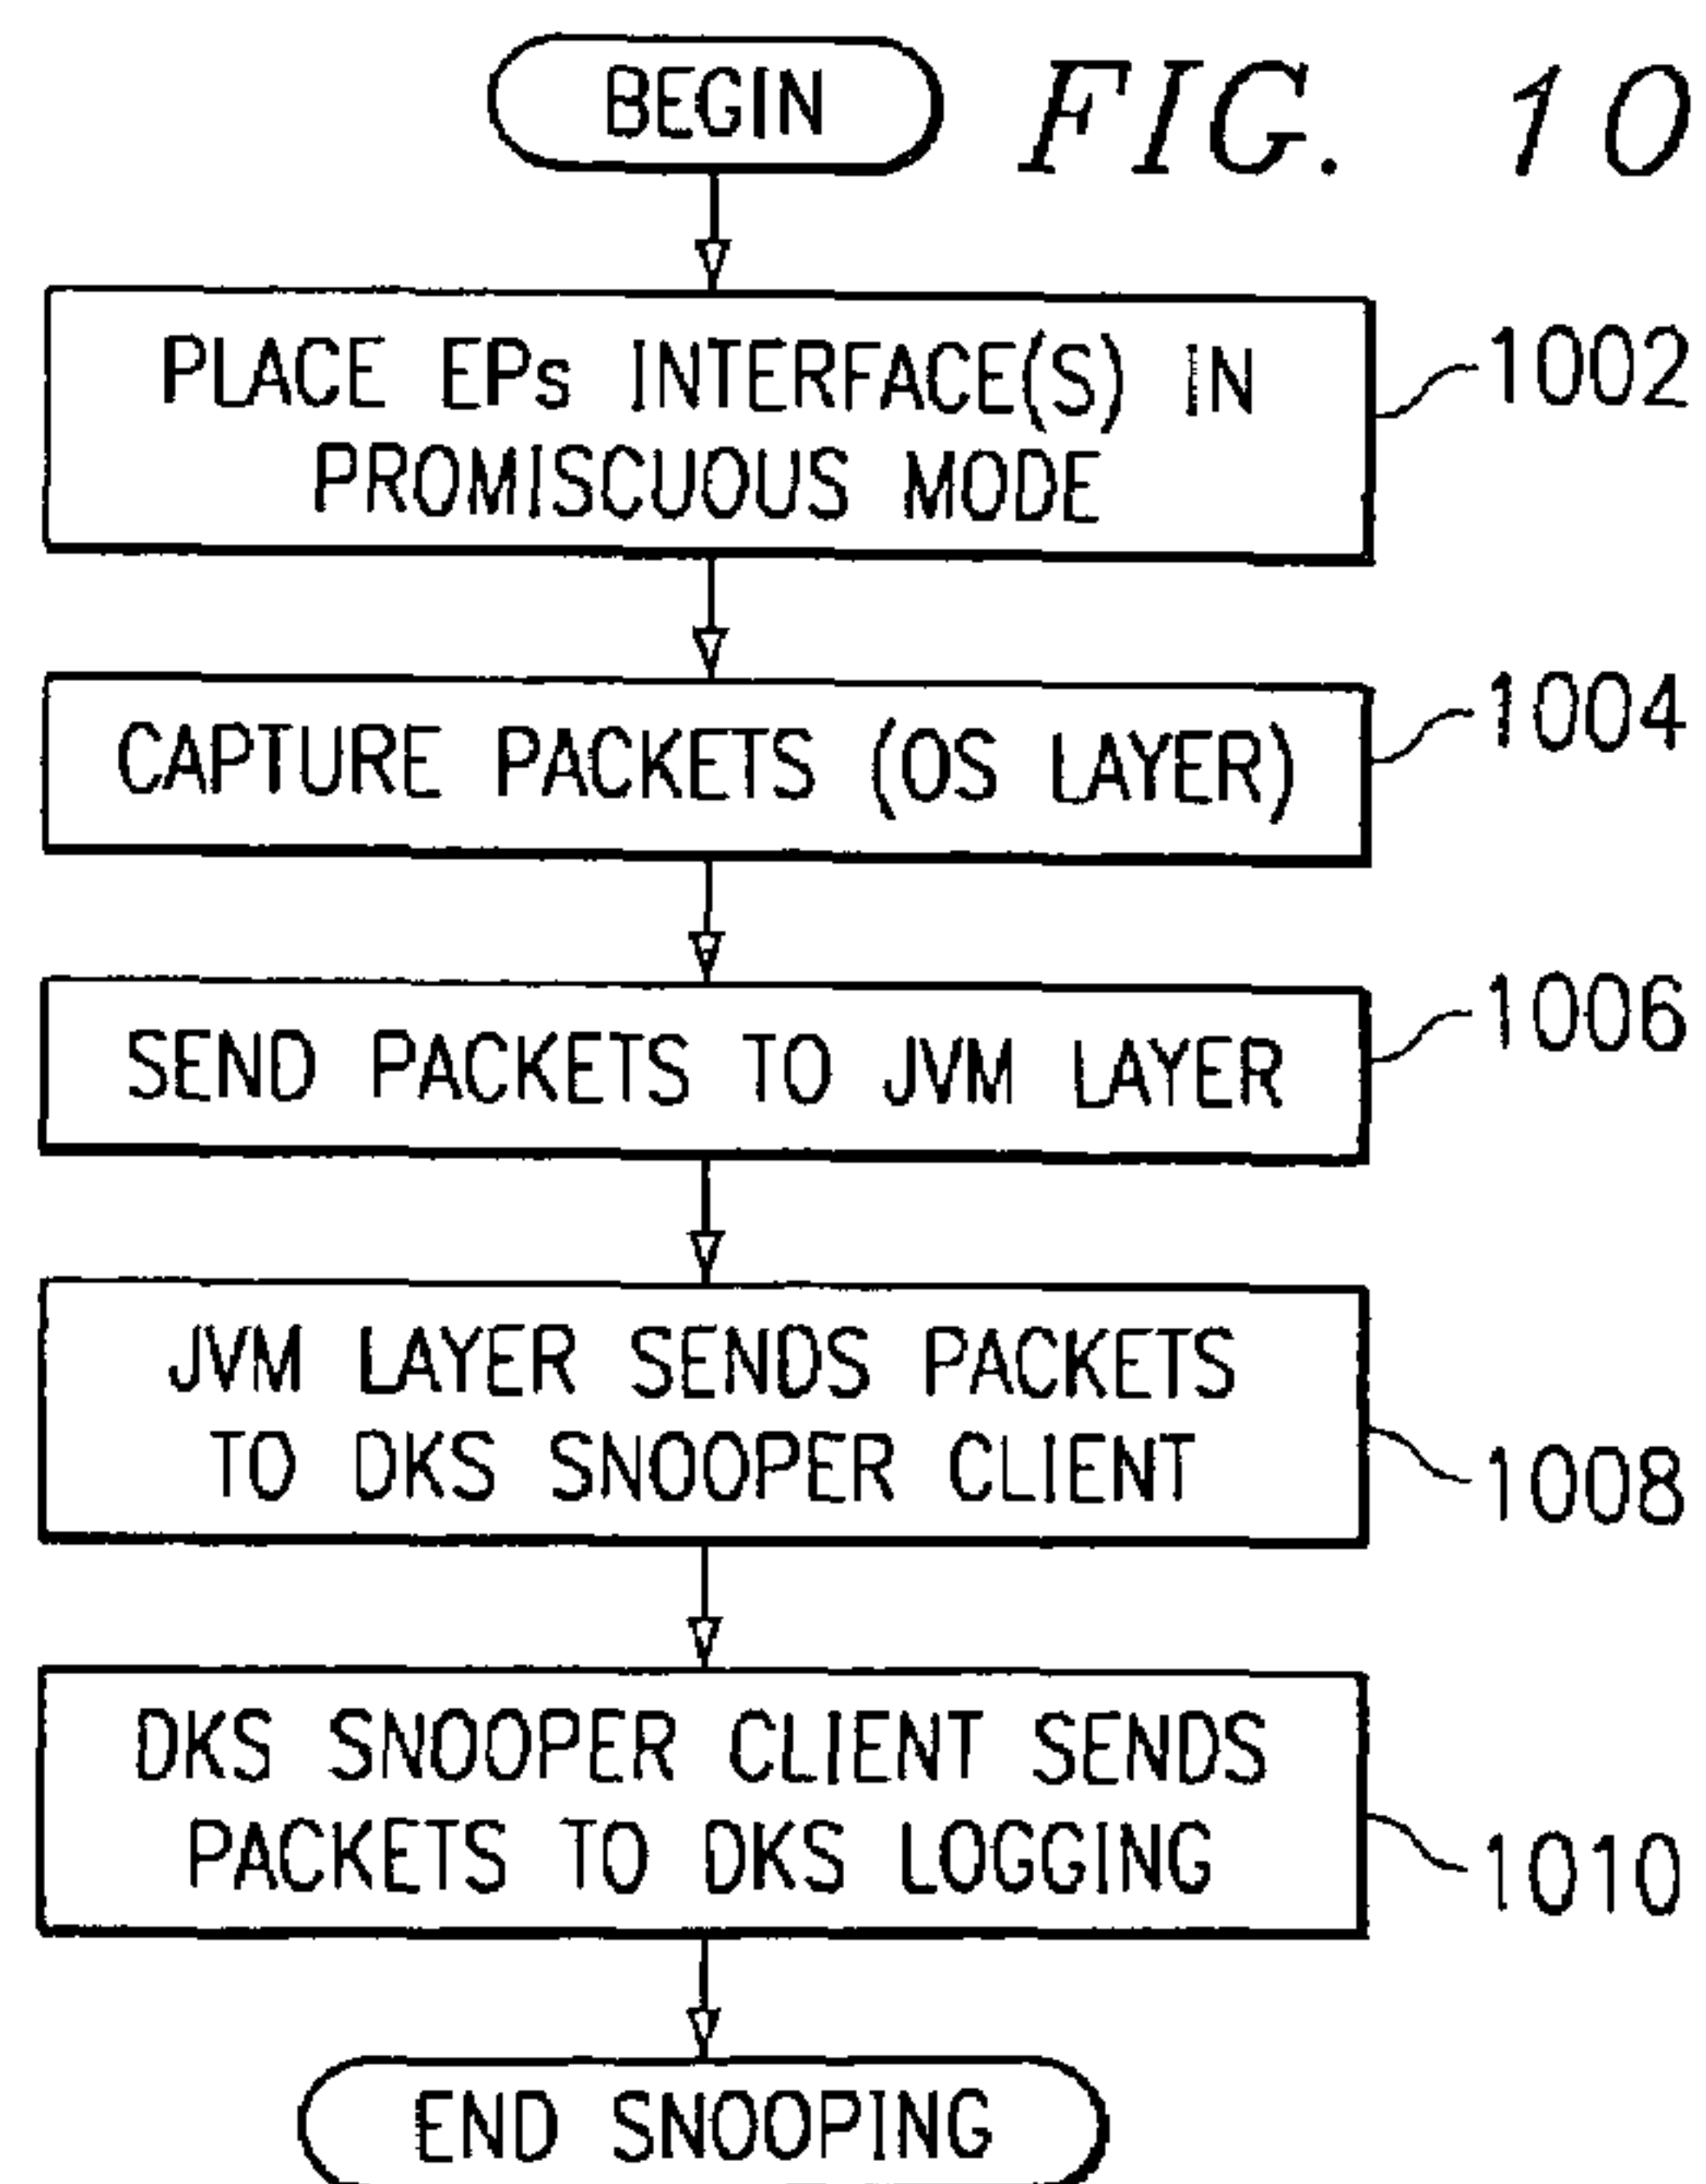 BEGIN
FIG. 10
PLACE EPs INTERFACE(S) IN
PROMISCUOUS MODE
1002
CAPTURE PACKETS (OS LAYER)
1004
SEND PACKETS TO JVM LAYER
1006
JVM LAYER SENDS PACKETS
TO DKS SNOOPER CLIENT
1008
DKS SNOOPER CLIENT SENDS
PACKETS TO DKS LOGGING
1010
END SNOOPING